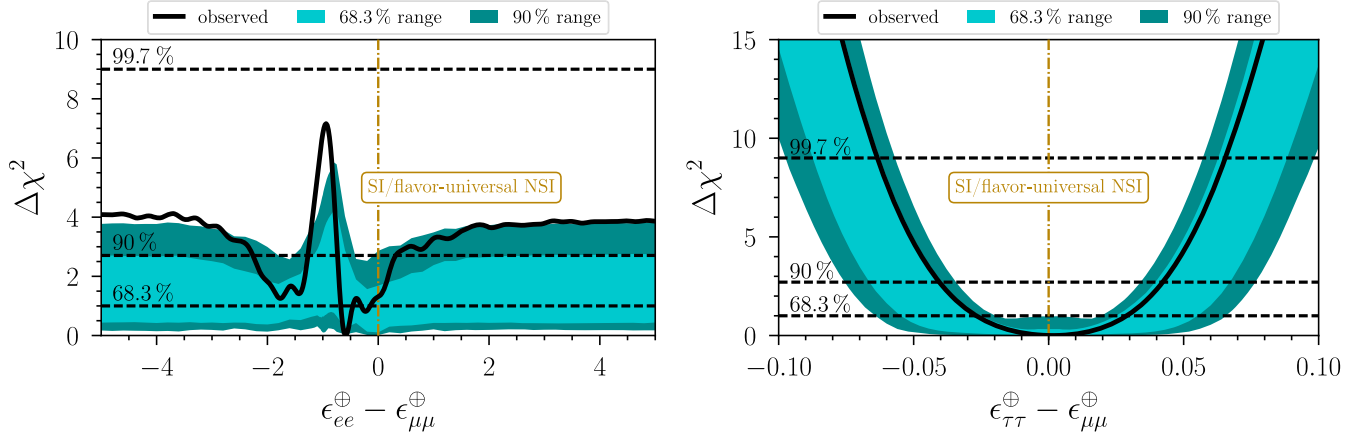 observed 68.3 % range 90 % range
10
8
6
4
2
0
99.7 %
90 %
68.3 %
SI/flavor-universal NSI
Δχ²
−4 −2 0 2 4
ϵ⊕ee − ϵ⊕μμ
observed 68.3 % range 90 % range
15
10
5
0
99.7 %
90 %
68.3 %
SI/flavor-universal NSI
Δχ²
−0.10 −0.05 0.00 0.05 0.10
ϵ⊕ττ − ϵ⊕μμ